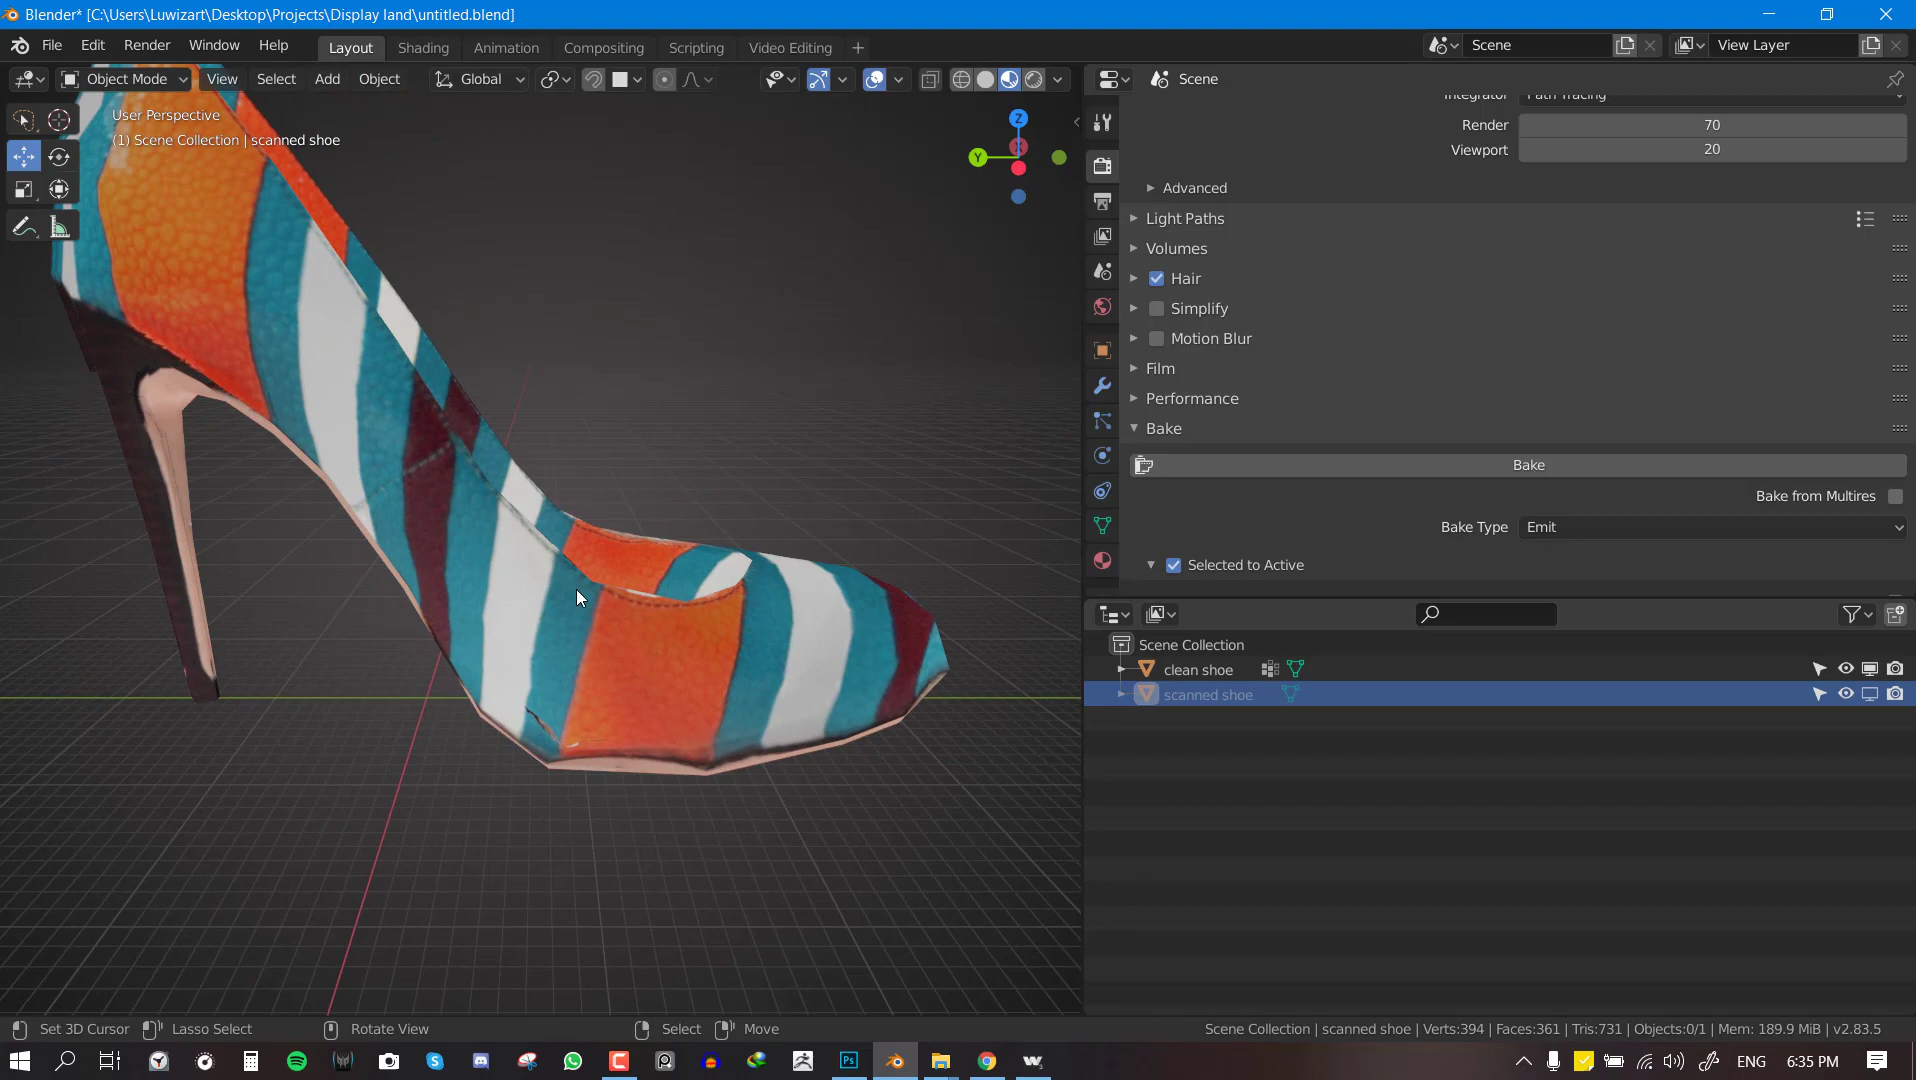 Blender* [C:\Users\Luwizart\Desktop\Projects\Display land\untitled.blend]
File Edit Render Window Help Layout Shading Animation Compositing Scripting Video Editing + Scene View Layer
Object Mode View Select Add Object Global Scene
User Perspective
(1) Scene Collection | scanned shoe
Z
Y
Integrator Path Tracing
Render 70
Viewport 20
Advanced
Light Paths
Volumes
Hair
Simplify
Motion Blur
Film
Performance
Bake
Bake
Bake from Multires
Bake Type Emit
Selected to Active
Scene Collection
clean shoe
scanned shoe
Set 3D Cursor Lasso Select Rotate View Select Move Scene Collection | scanned shoe | Verts:394 | Faces:361 | Tris:731 | Objects:0/1 | Mem: 189.9 MiB | v2.83.5
Ps ENG 6:35 PM